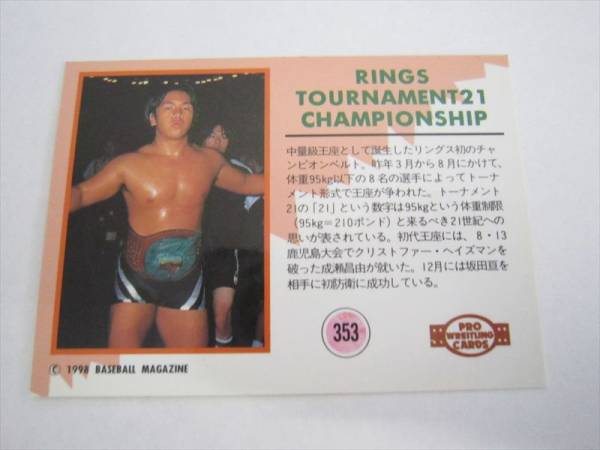 RINGS
TOURNAMENT21
CHAMPIONSHIP
中量級王座として誕生したリングス初のチャ
ンピオンベルト。昨年3月から8月にかけて、
体重95kg以下の8名の選手によってトーナ
メント形式で王座が争われた。トーナメント
21の「21」という数字は95kgという体重制限
（95kg＝210ポンド）と来るべき21世紀への
思いが表されている。初代王座には、8・13
鹿児島大会でクリストファー・ヘイズマンを
破った成瀬昌由が就いた。12月には坂田亘を
相手に初防衛に成功している。
353
PRO
WRESTLING
CARDS
© 1998 BASEBALL MAGAZINE